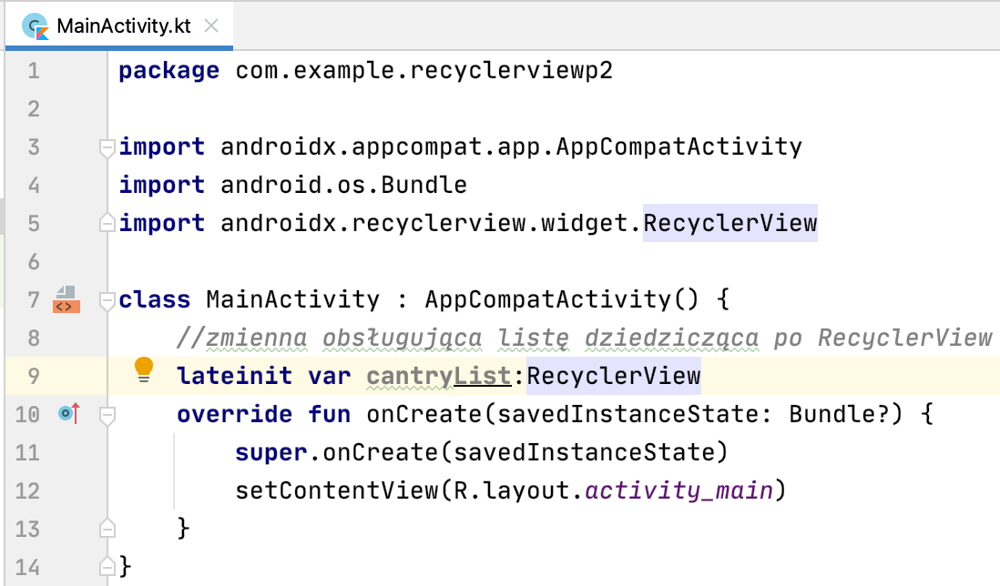 MainActivity.kt
1 package com.example.recyclerviewp2
2
3 import androidx.appcompat.app.AppCompatActivity
4 import android.os.Bundle
5 import androidx.recyclerview.widget.RecyclerView
6
7 class MainActivity : AppCompatActivity() {
8 //zmienna obsługująca listę dziedzicząca po RecyclerView
9 lateinit var cantryList:RecyclerView
10 override fun onCreate(savedInstanceState: Bundle?) {
11 super.onCreate(savedInstanceState)
12 setContentView(R.layout.activity_main)
13 }
14 }